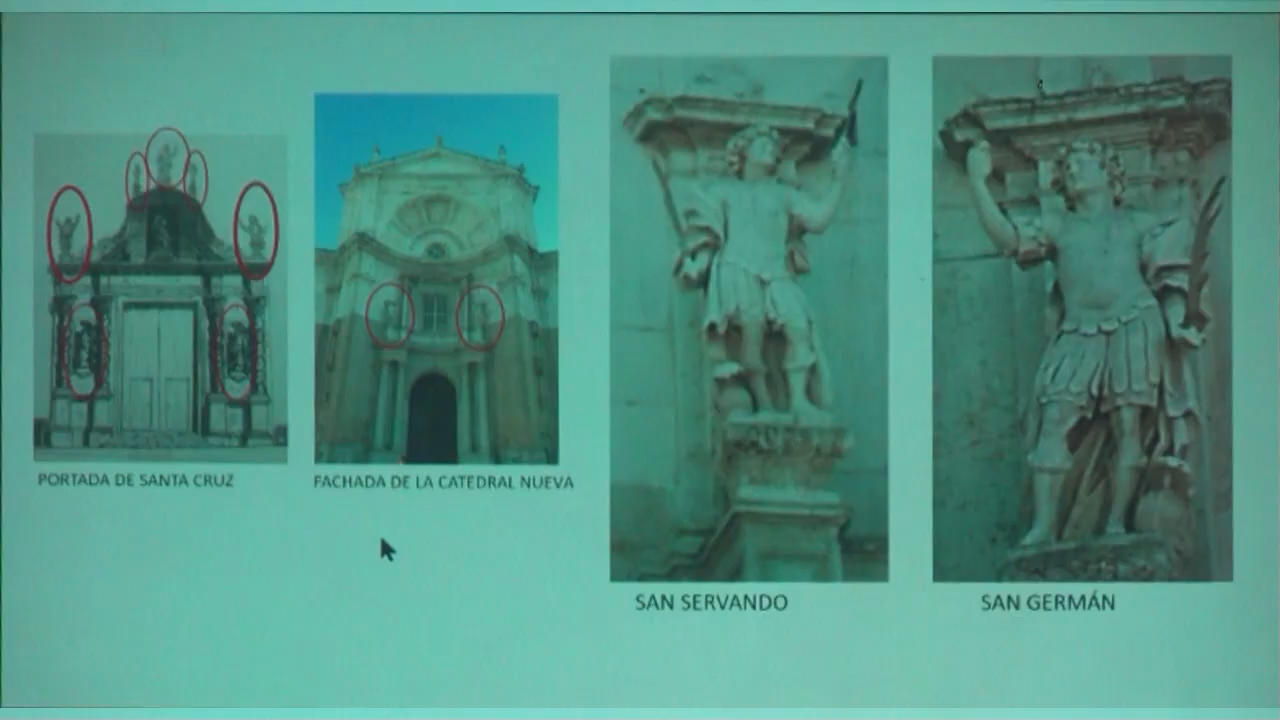 PORTADA DE SANTA CRUZ
FACHADA DE LA CATEDRAL NUEVA
SAN SERVANDO
SAN GERMÁN